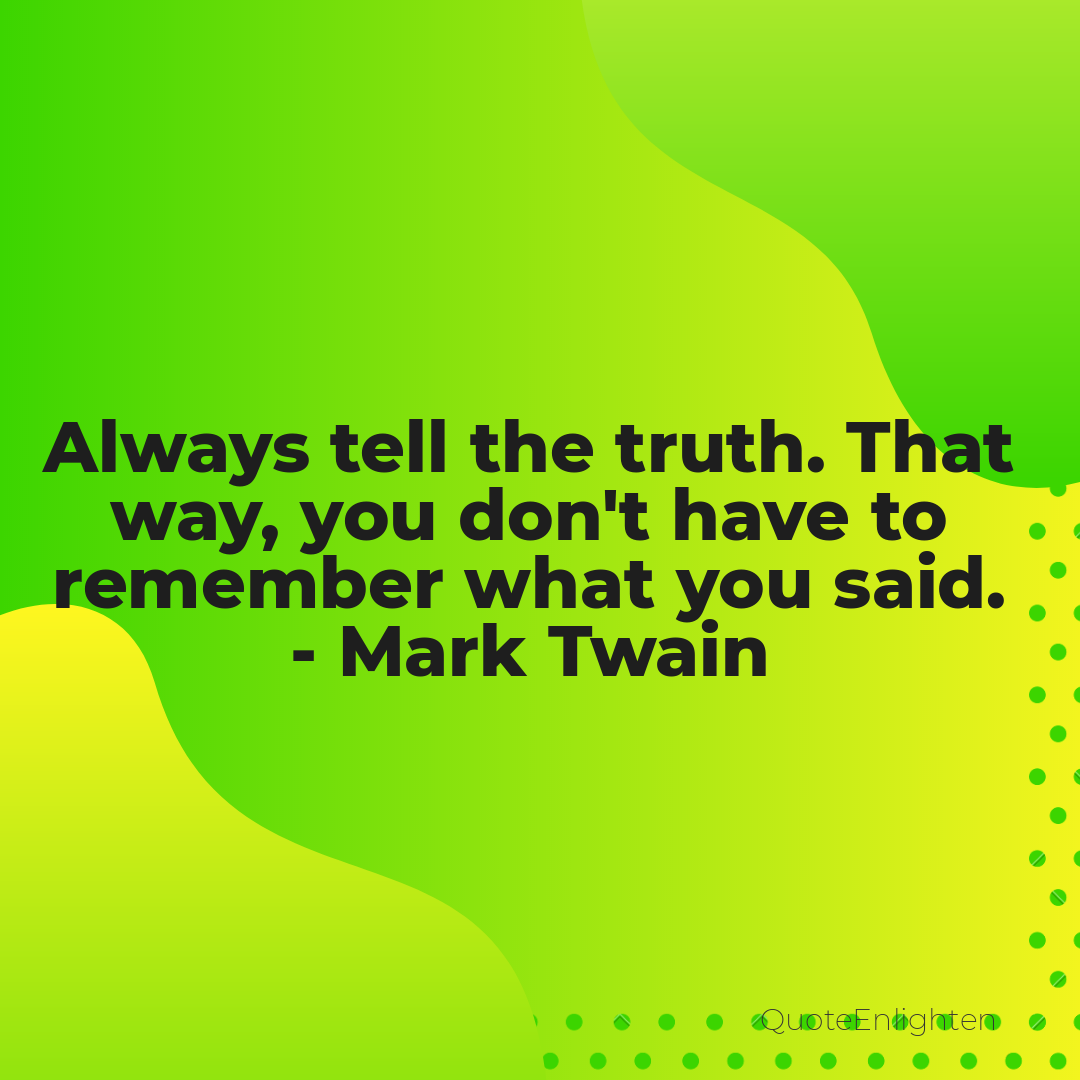 Always tell the truth. That
way, you don't have to
remember what you said.
- Mark Twain
QuoteEnlighten